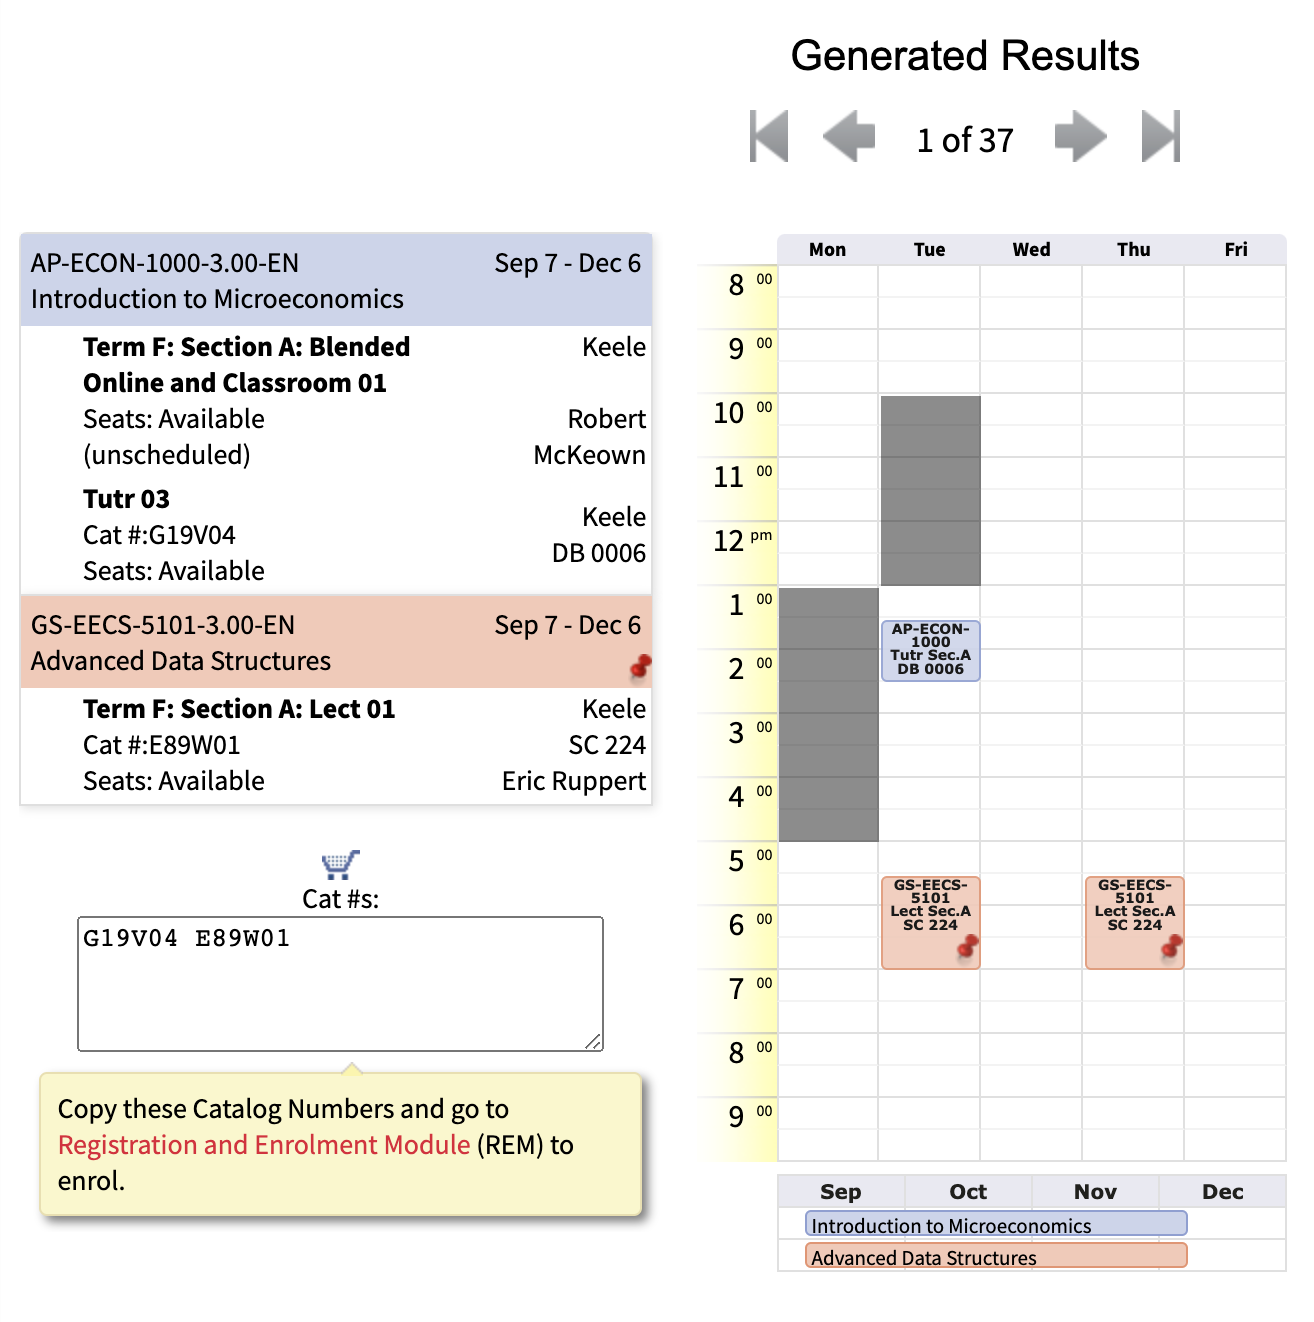 Generated Results
1 of 37
AP-ECON-1000-3.00-EN Sep 7 - Dec 6
Introduction to Microeconomics
Term F: Section A: Blended Keele
Online and Classroom 01
Seats: Available Robert
(unscheduled) McKeown
Tutr 03
Keele
Cat #:G19V04
DB 0006
Seats: Available
GS-EECS-5101-3.00-EN Sep 7 - Dec 6
Advanced Data Structures
Term F: Section A: Lect 01 Keele
Cat #:E89W01 SC 224
Seats: Available Eric Ruppert
Cat #s:
G19V04 E89W01
Copy these Catalog Numbers and go to
Registration and Enrolment Module (REM) to
enrol.
Mon Tue Wed Thu Fri
8 00
9 00
10 00
11 00
12 pm
1 00
AP-ECON-
1000
Tutr Sec.A
DB 0006
2 00
3 00
4 00
5 00
GS-EECS-
5101
Lect Sec.A
SC 224
GS-EECS-
5101
Lect Sec.A
SC 224
6 00
7 00
8 00
9 00
Sep Oct Nov Dec
Introduction to Microeconomics
Advanced Data Structures